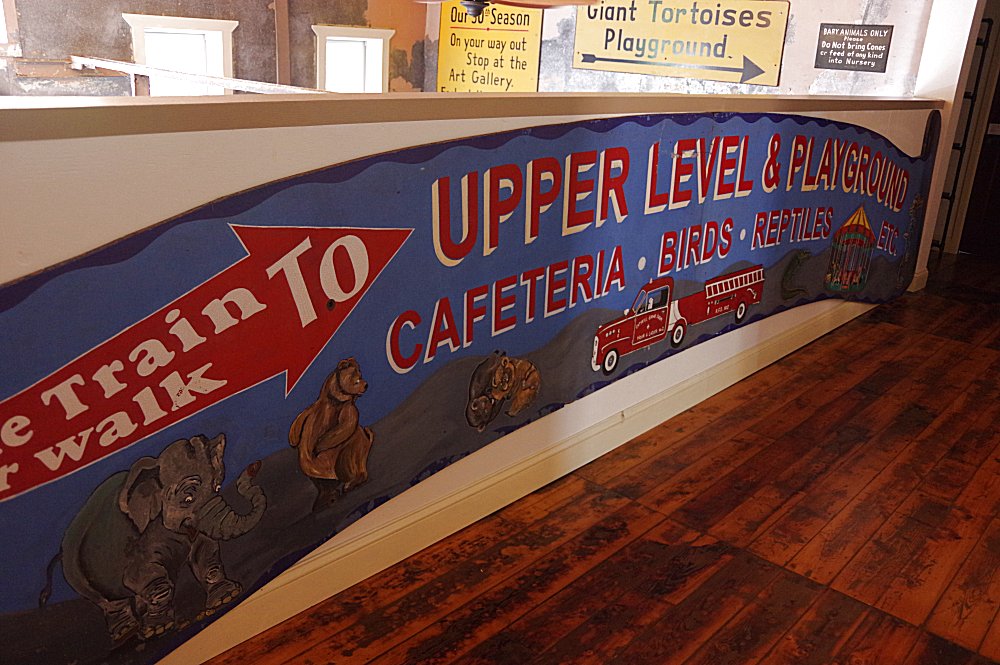 Our 30th SEASON
On your way out
Stop at the
Art Gallery.
Giant Tortoises
Playground
BABY ANIMALS ONLY
Please
Do Not bring Cones
or feed of any kind
into Nursery
UPPER LEVEL & PLAYGROUND
CAFETERIA · BIRDS · REPTILES ETC
e Train TO
r walk